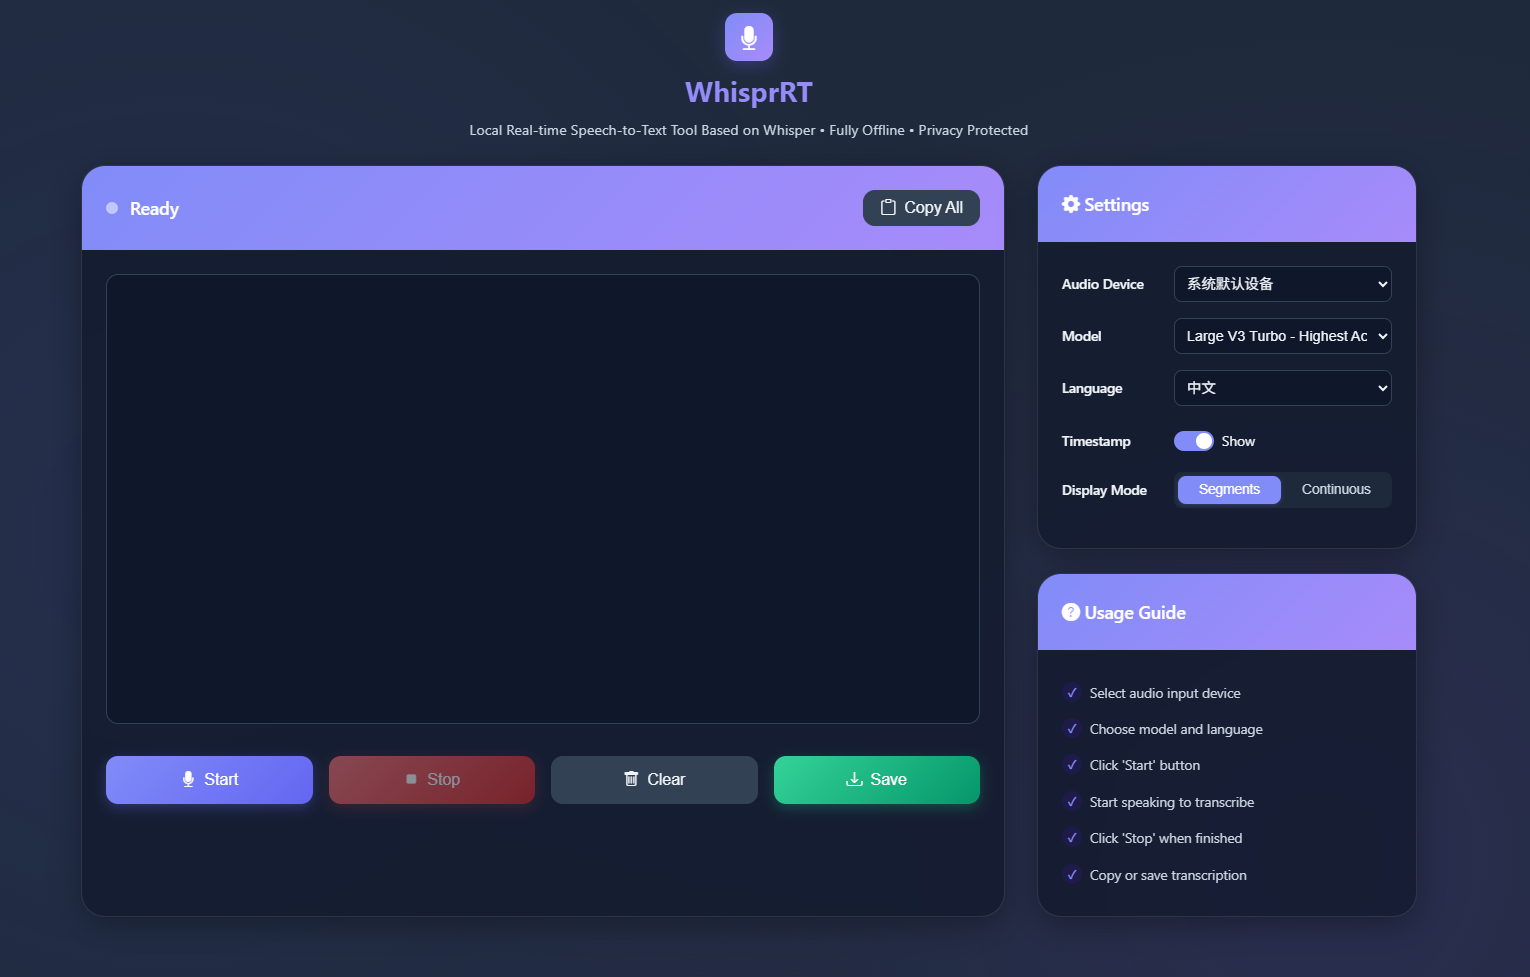 WhisprRT
Local Real-time Speech-to-Text Tool Based on Whisper • Fully Offline • Privacy Protected
Ready
Copy All
Start
Stop
Clear
Save
Settings
Audio Device
系统默认设备
Model
Large V3 Turbo - Highest Ac
Language
中文
Timestamp
Show
Display Mode
Segments
Continuous
Usage Guide
✓ Select audio input device
✓ Choose model and language
✓ Click 'Start' button
✓ Start speaking to transcribe
✓ Click 'Stop' when finished
✓ Copy or save transcription